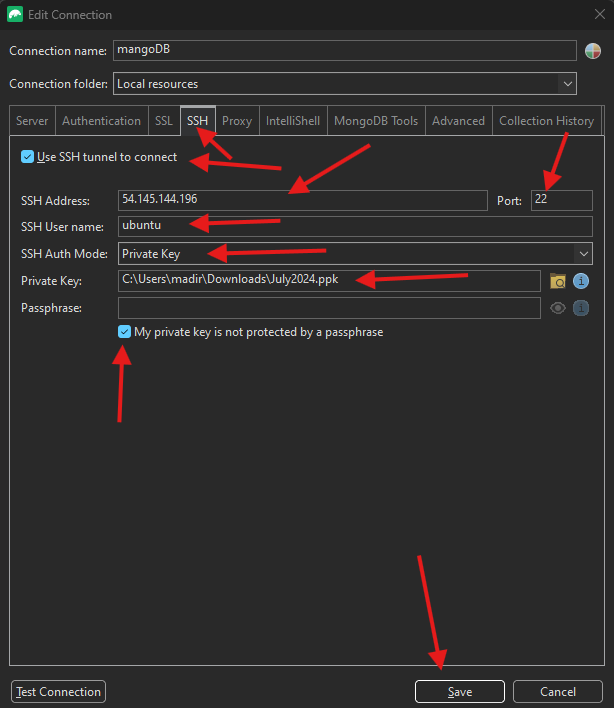 Edit Connection
Connection name: mangoDB
Connection folder: Local resources
Server Authentication SSL SSH Proxy IntelliShell MongoDB Tools Advanced Collection History
Use SSH tunnel to connect
SSH Address: 54.145.144.196 Port: 22
SSH User name: ubuntu
SSH Auth Mode: Private Key
Private Key: C:\Users\madir\Downloads\July2024.ppk
Passphrase:
My private key is not protected by a passphrase
Test Connection Save Cancel